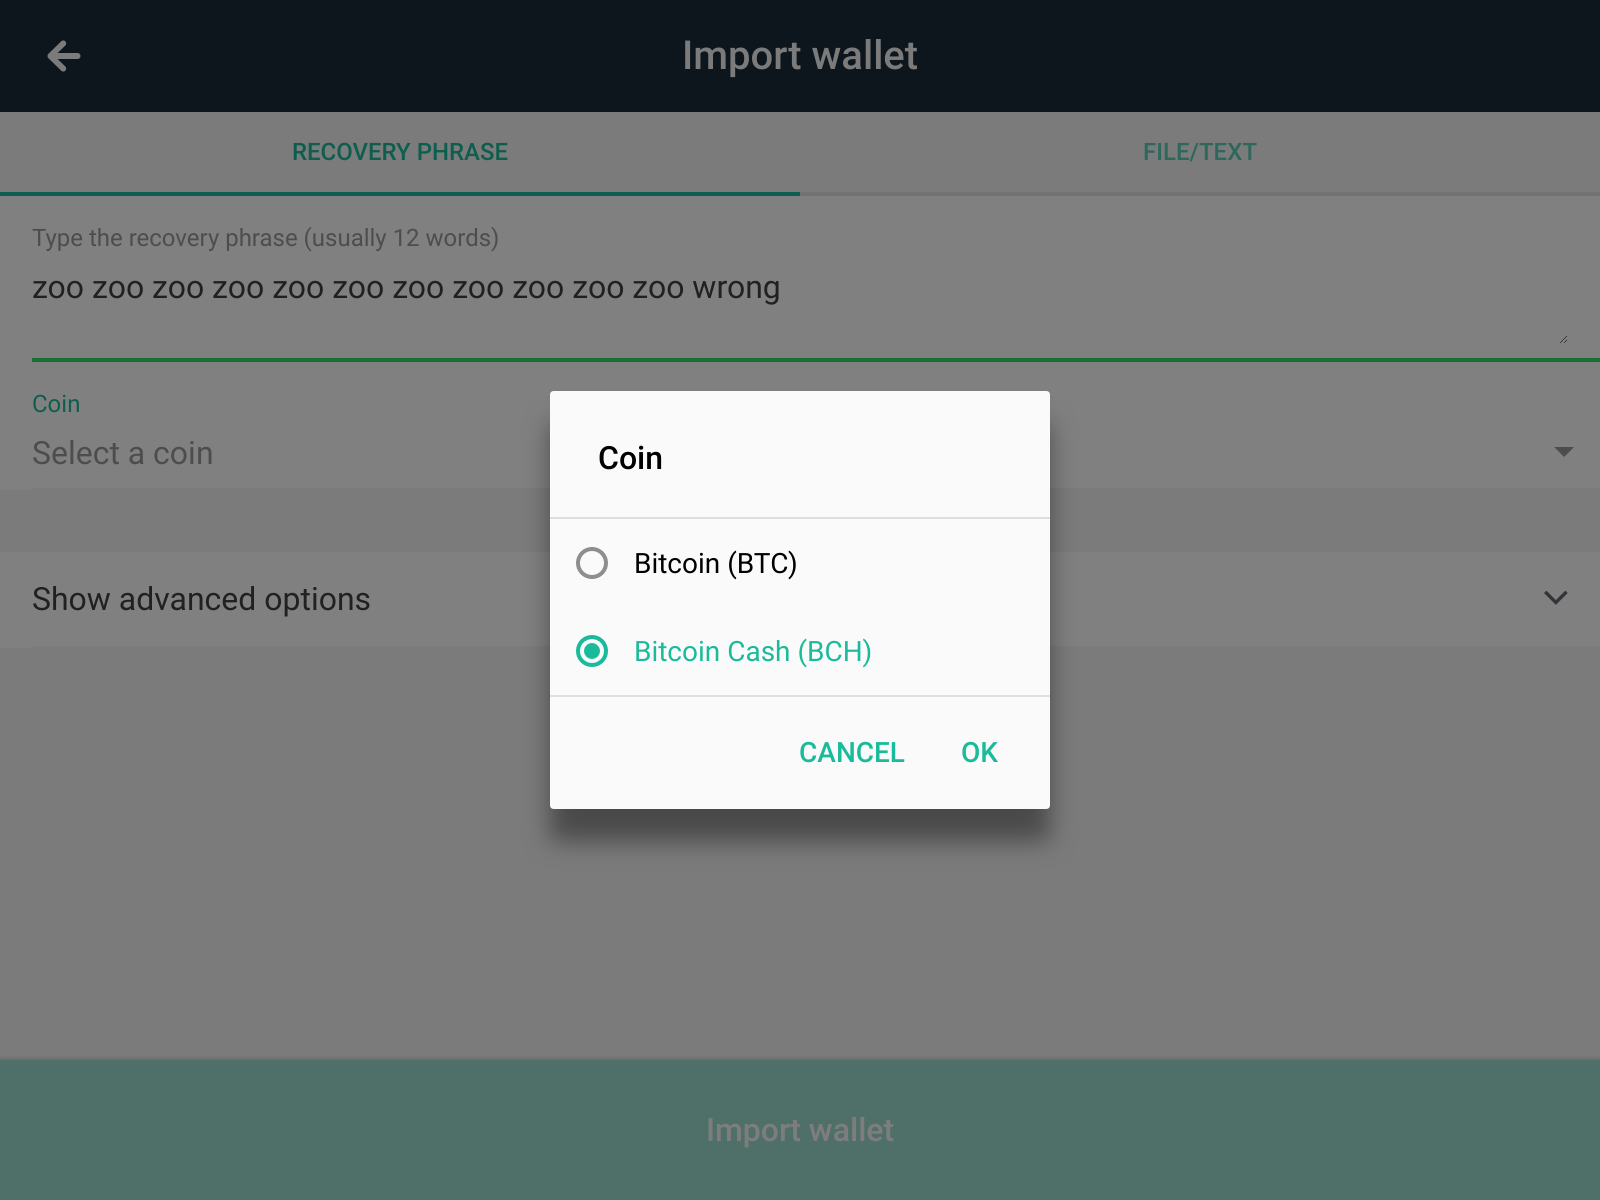 Import wallet
RECOVERY PHRASE
FILE/TEXT
Type the recovery phrase (usually 12 words)
zoo zoo zoo zoo zoo zoo zoo zoo zoo zoo zoo wrong
Coin
Select a coin
Show advanced options
Coin
Bitcoin (BTC)
Bitcoin Cash (BCH)
CANCEL
OK
Import wallet